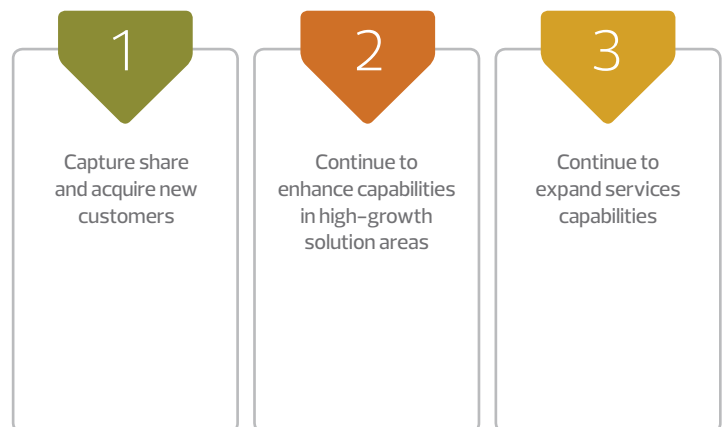 1
Capture share
and acquire new
customers
2
Continue to
enhance capabilities
in high-growth
solution areas
3
Continue to
expand services
capabilities